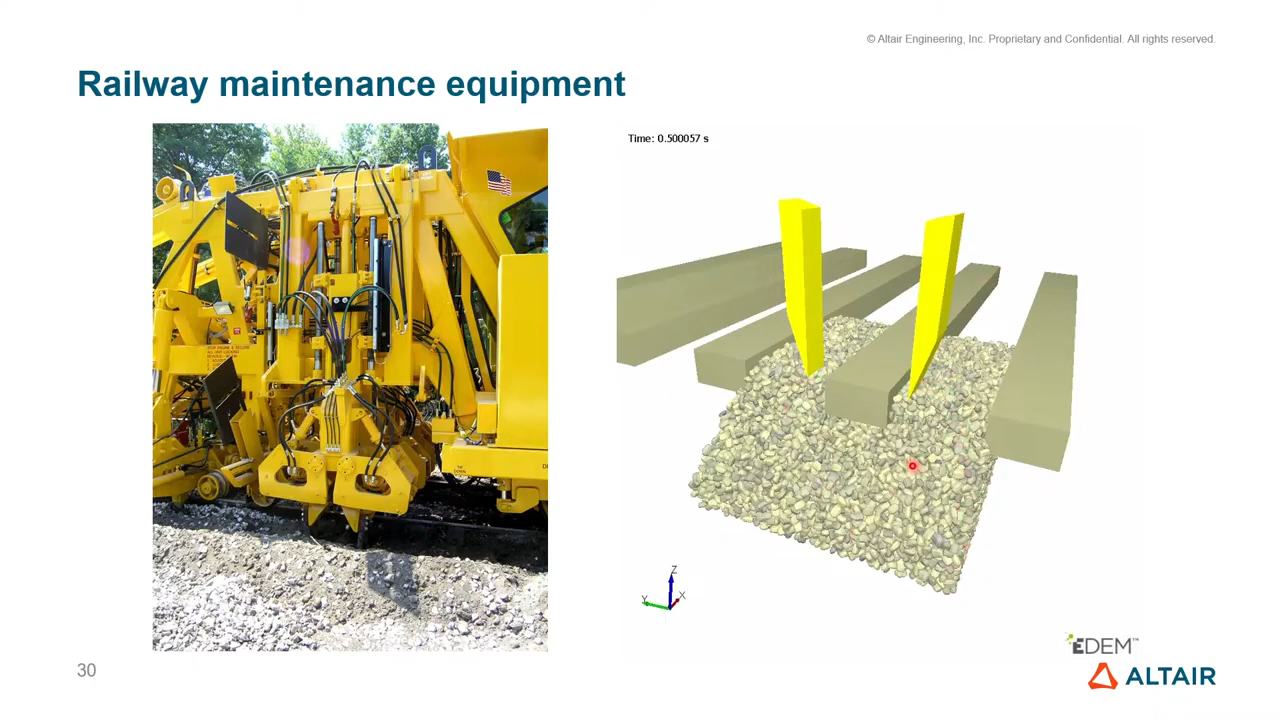 © Altair Engineering, Inc. Proprietary and Confidential. All rights reserved.
Railway maintenance equipment
Time: 0.500057 s
Z
Y
X
EDEM™
30
ALTAIR